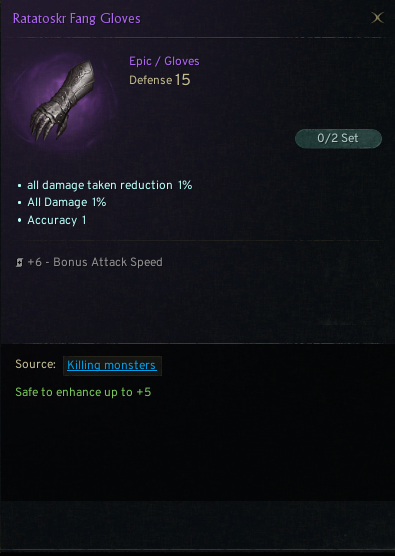 Ratatoskr Fang Gloves
Epic / Gloves
Defense 15
0/2 Set
• all damage taken reduction 1%
• All Damage 1%
• Accuracy 1
+6 - Bonus Attack Speed
Source: Killing monsters
Safe to enhance up to +5